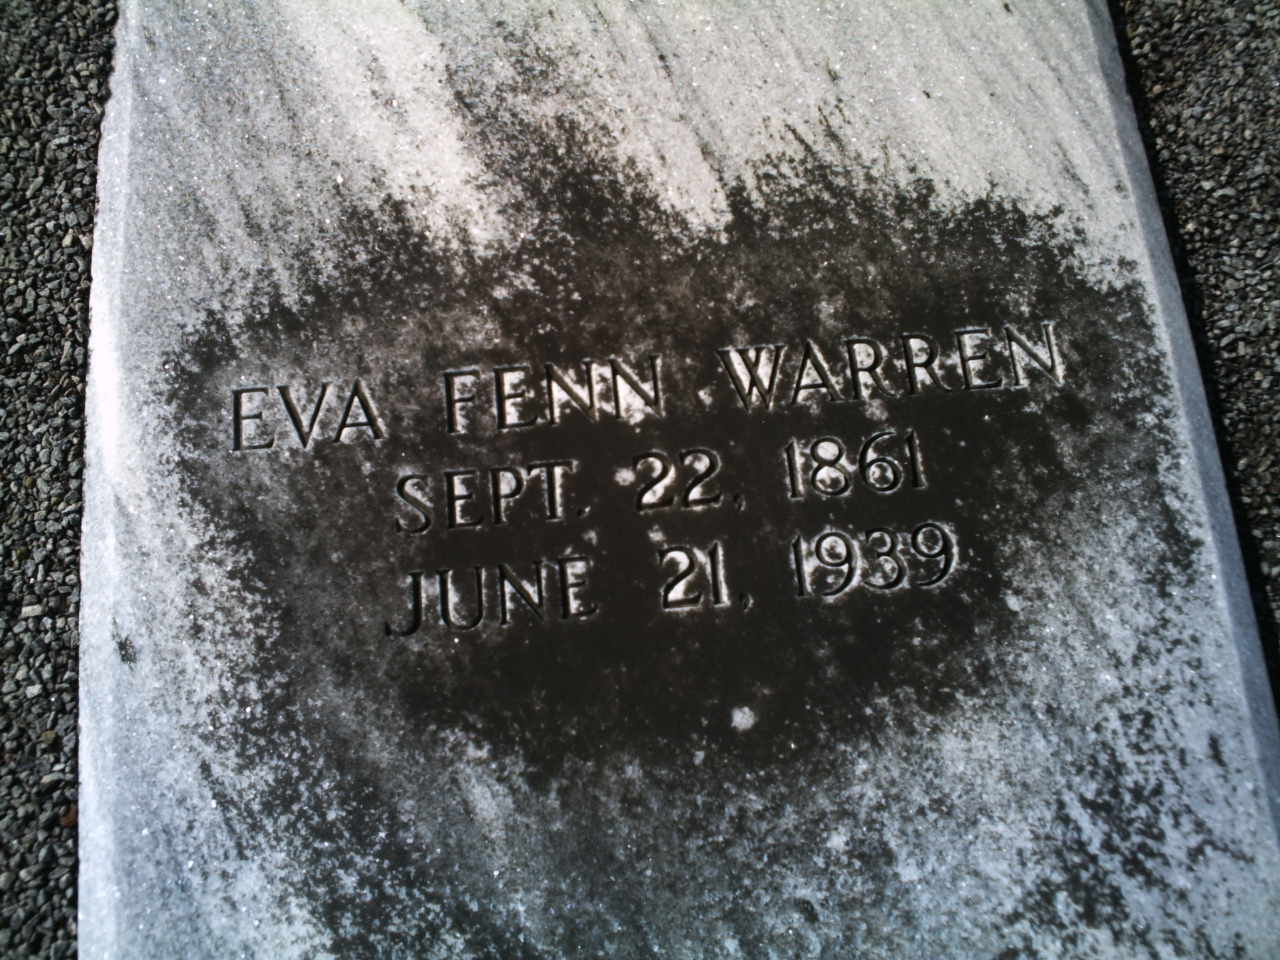 EVA FENN WARREN
SEPT. 22, 1861
JUNE 21, 1939